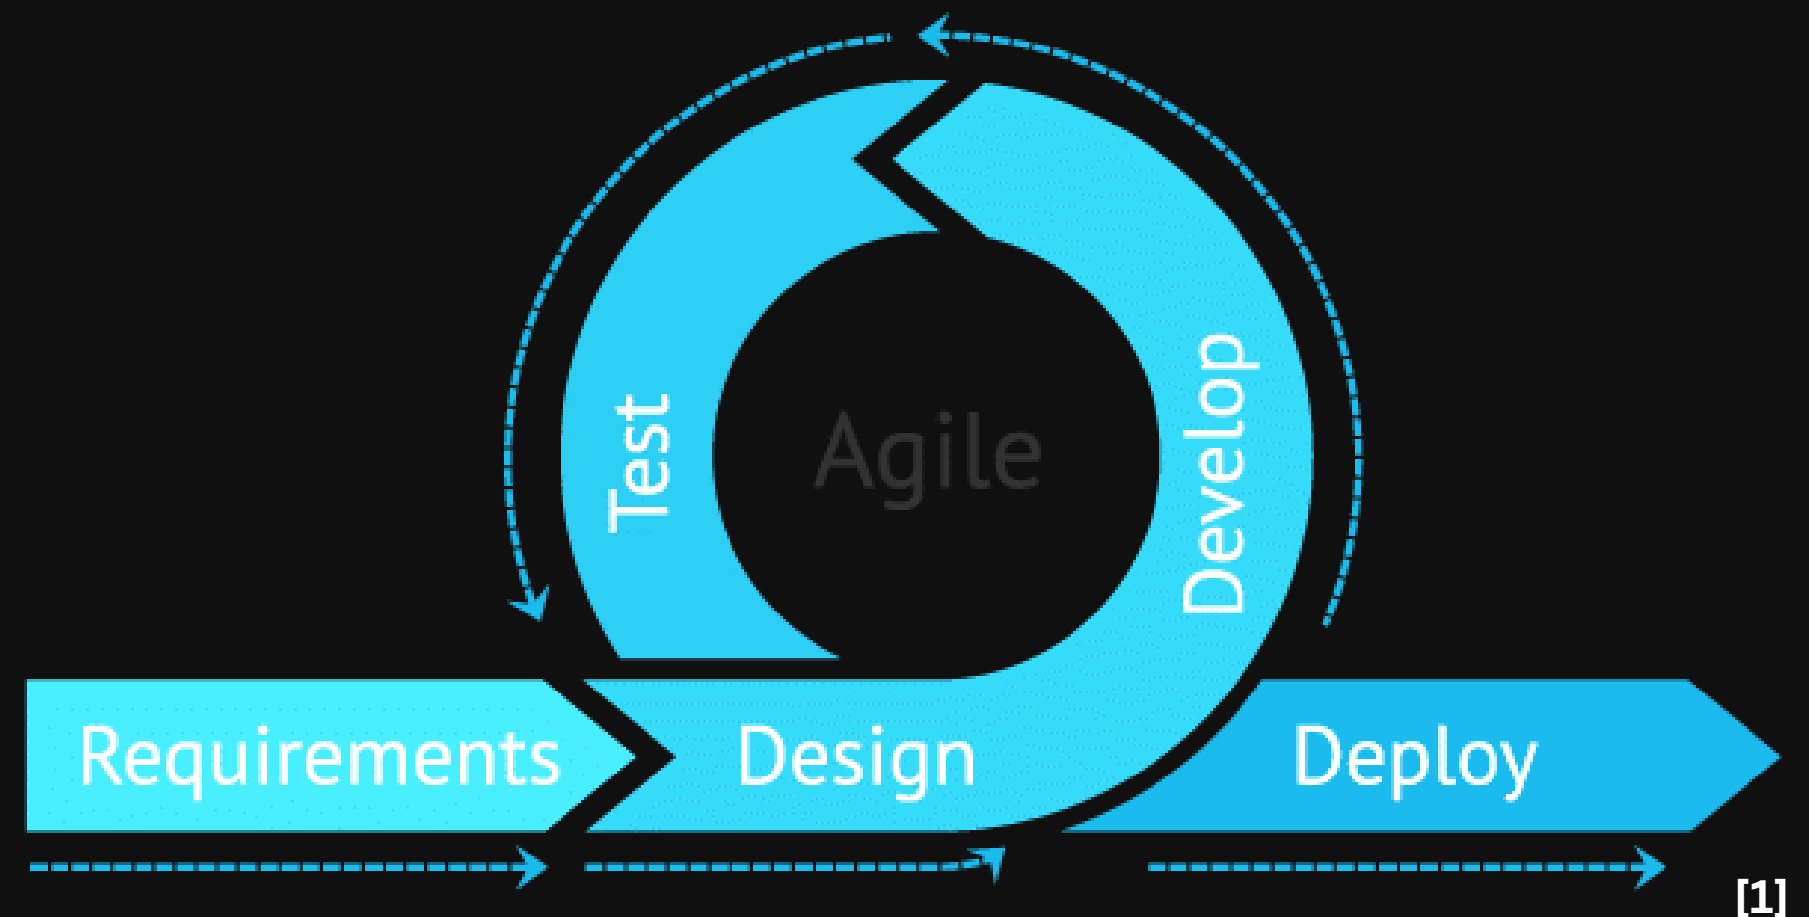 Agile
Test
Develop
Requirements
Design
Deploy
[1]